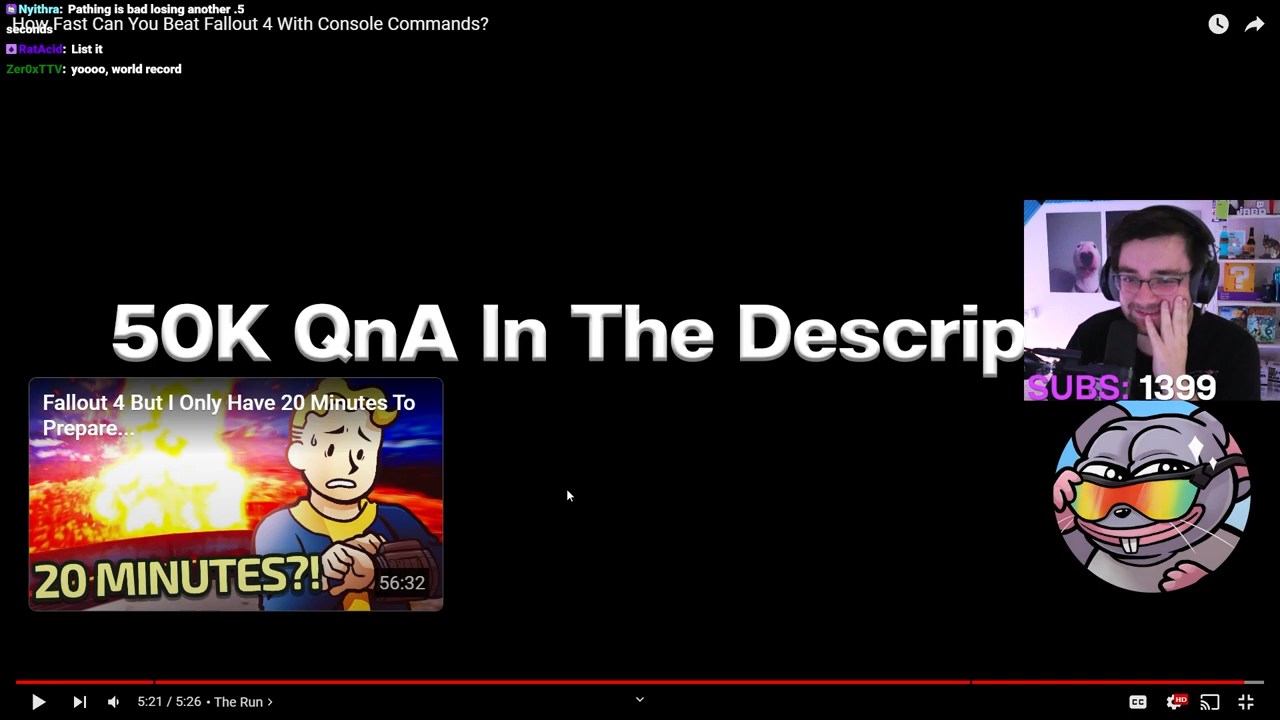 Nyithra: Pathing is bad losing another .5
seconds
How Fast Can You Beat Fallout 4 With Console Commands?
RatAcid: List it
Zer0xTTV: yoooo, world record
50K QnA In The Descrip
SUBS: 1399
Fallout 4 But I Only Have 20 Minutes To
Prepare...
20 MINUTES?!
56:32
5:21 / 5:26 • The Run >
CC
HD